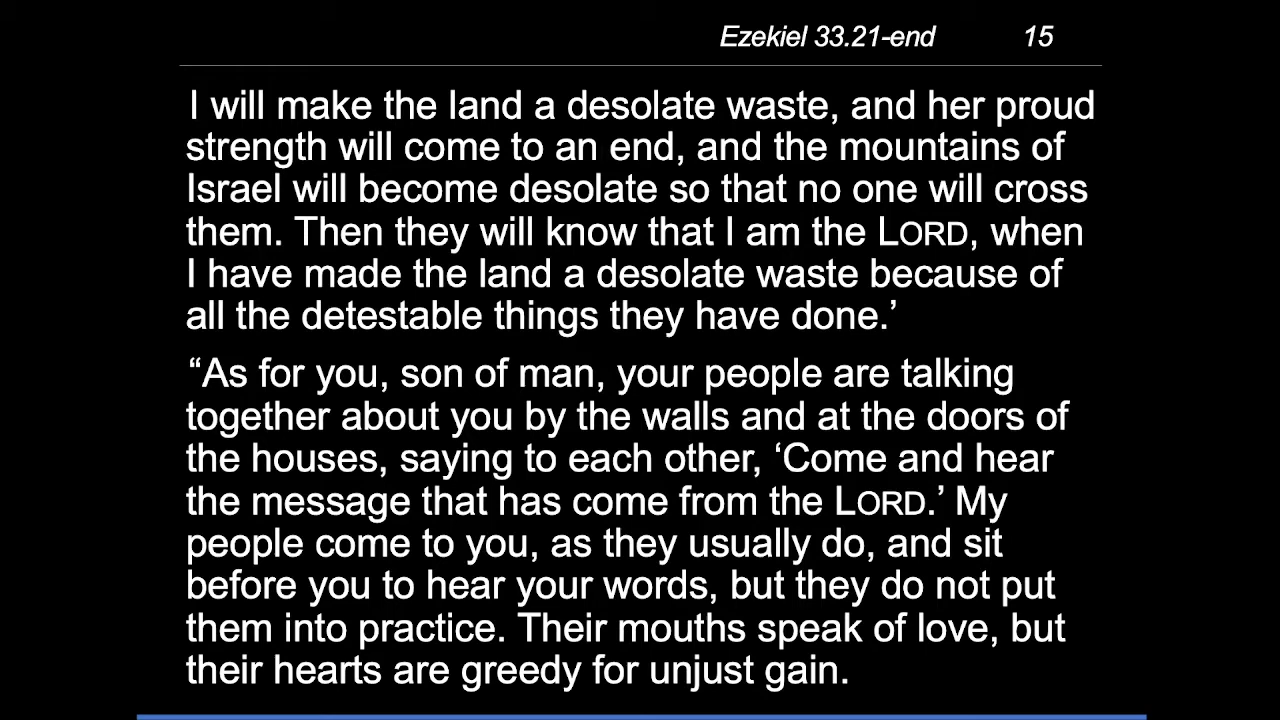 Ezekiel 33.21-end 15
I will make the land a desolate waste, and her proud
strength will come to an end, and the mountains of
Israel will become desolate so that no one will cross
them. Then they will know that I am the LORD, when
I have made the land a desolate waste because of
all the detestable things they have done.’
“As for you, son of man, your people are talking
together about you by the walls and at the doors of
the houses, saying to each other, ‘Come and hear
the message that has come from the LORD.’ My
people come to you, as they usually do, and sit
before you to hear your words, but they do not put
them into practice. Their mouths speak of love, but
their hearts are greedy for unjust gain.